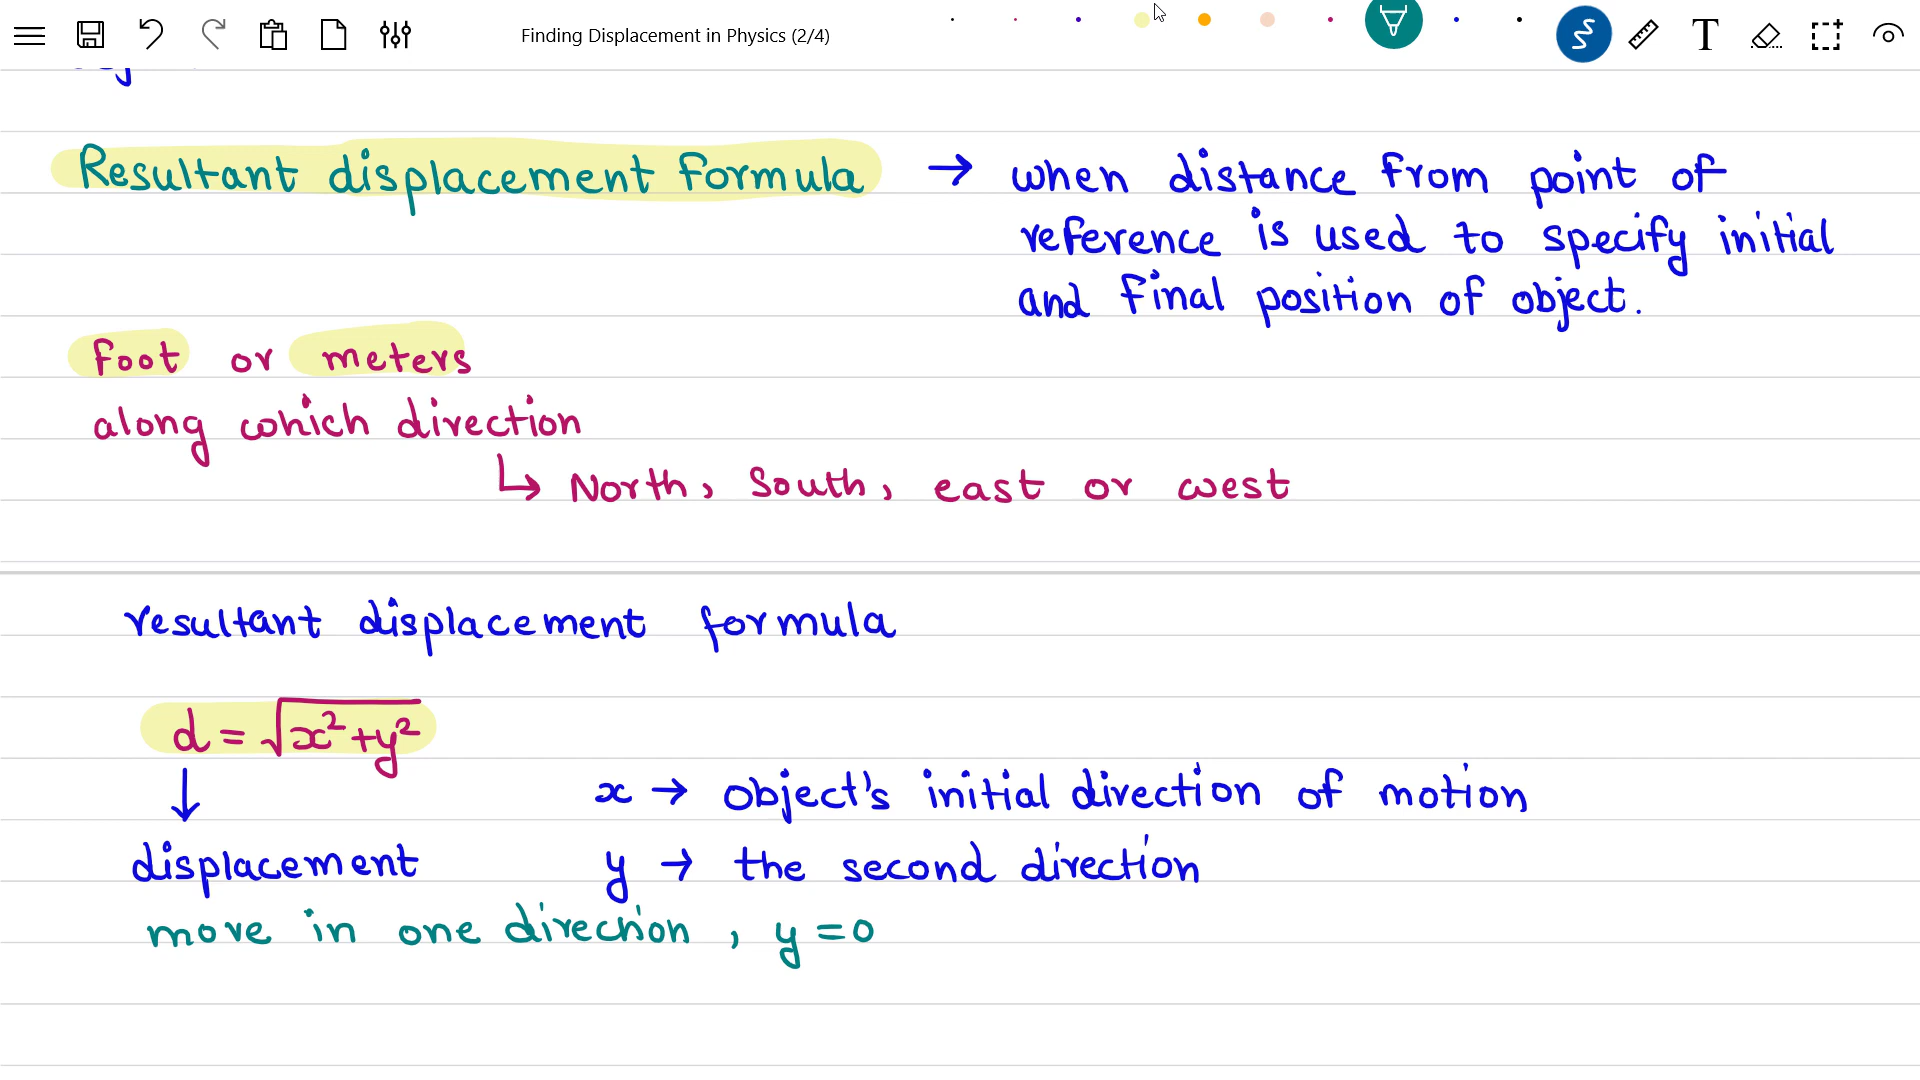 Finding Displacement in Physics (2/4)
T
Resultant displacement formula → when distance from point of
reference is used to specify initial
and final position of object.
foot or meters
along which direction
↳ North, South, east or west
resultant displacement formula
d = √x²+y²
x → object's initial direction of motion
↓
displacement
y → the second direction
move in one direction, y = 0